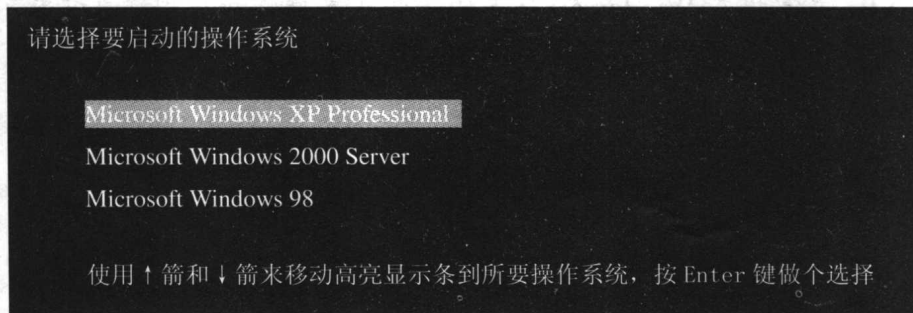 请选择要启动的操作系统
Microsoft Windows XP Professional
Microsoft Windows 2000 Server
Microsoft Windows 98
使用↑箭和↓箭来移动高亮显示条到所要操作系统，按Enter键做个选择